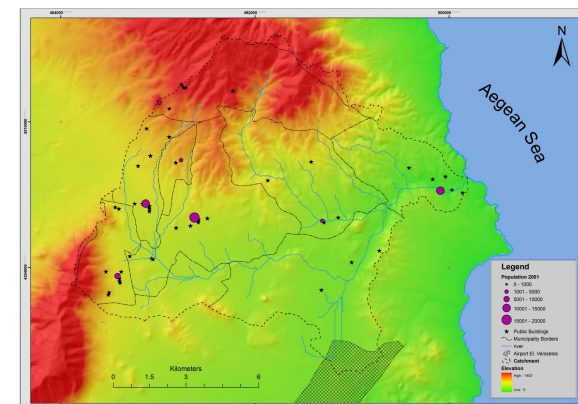 484000
492000
500000
N
Aegean Sea
Kilometers
0 1.5 3 6
Legend
Population 2001
0 - 1000
1001 - 5000
5001 - 10000
10001 - 15000
15001 - 20000
Public Buildings
Municipality Borders
river
Airport El. Venizelos
Catchment
Elevation
High : 1403
Low : 0